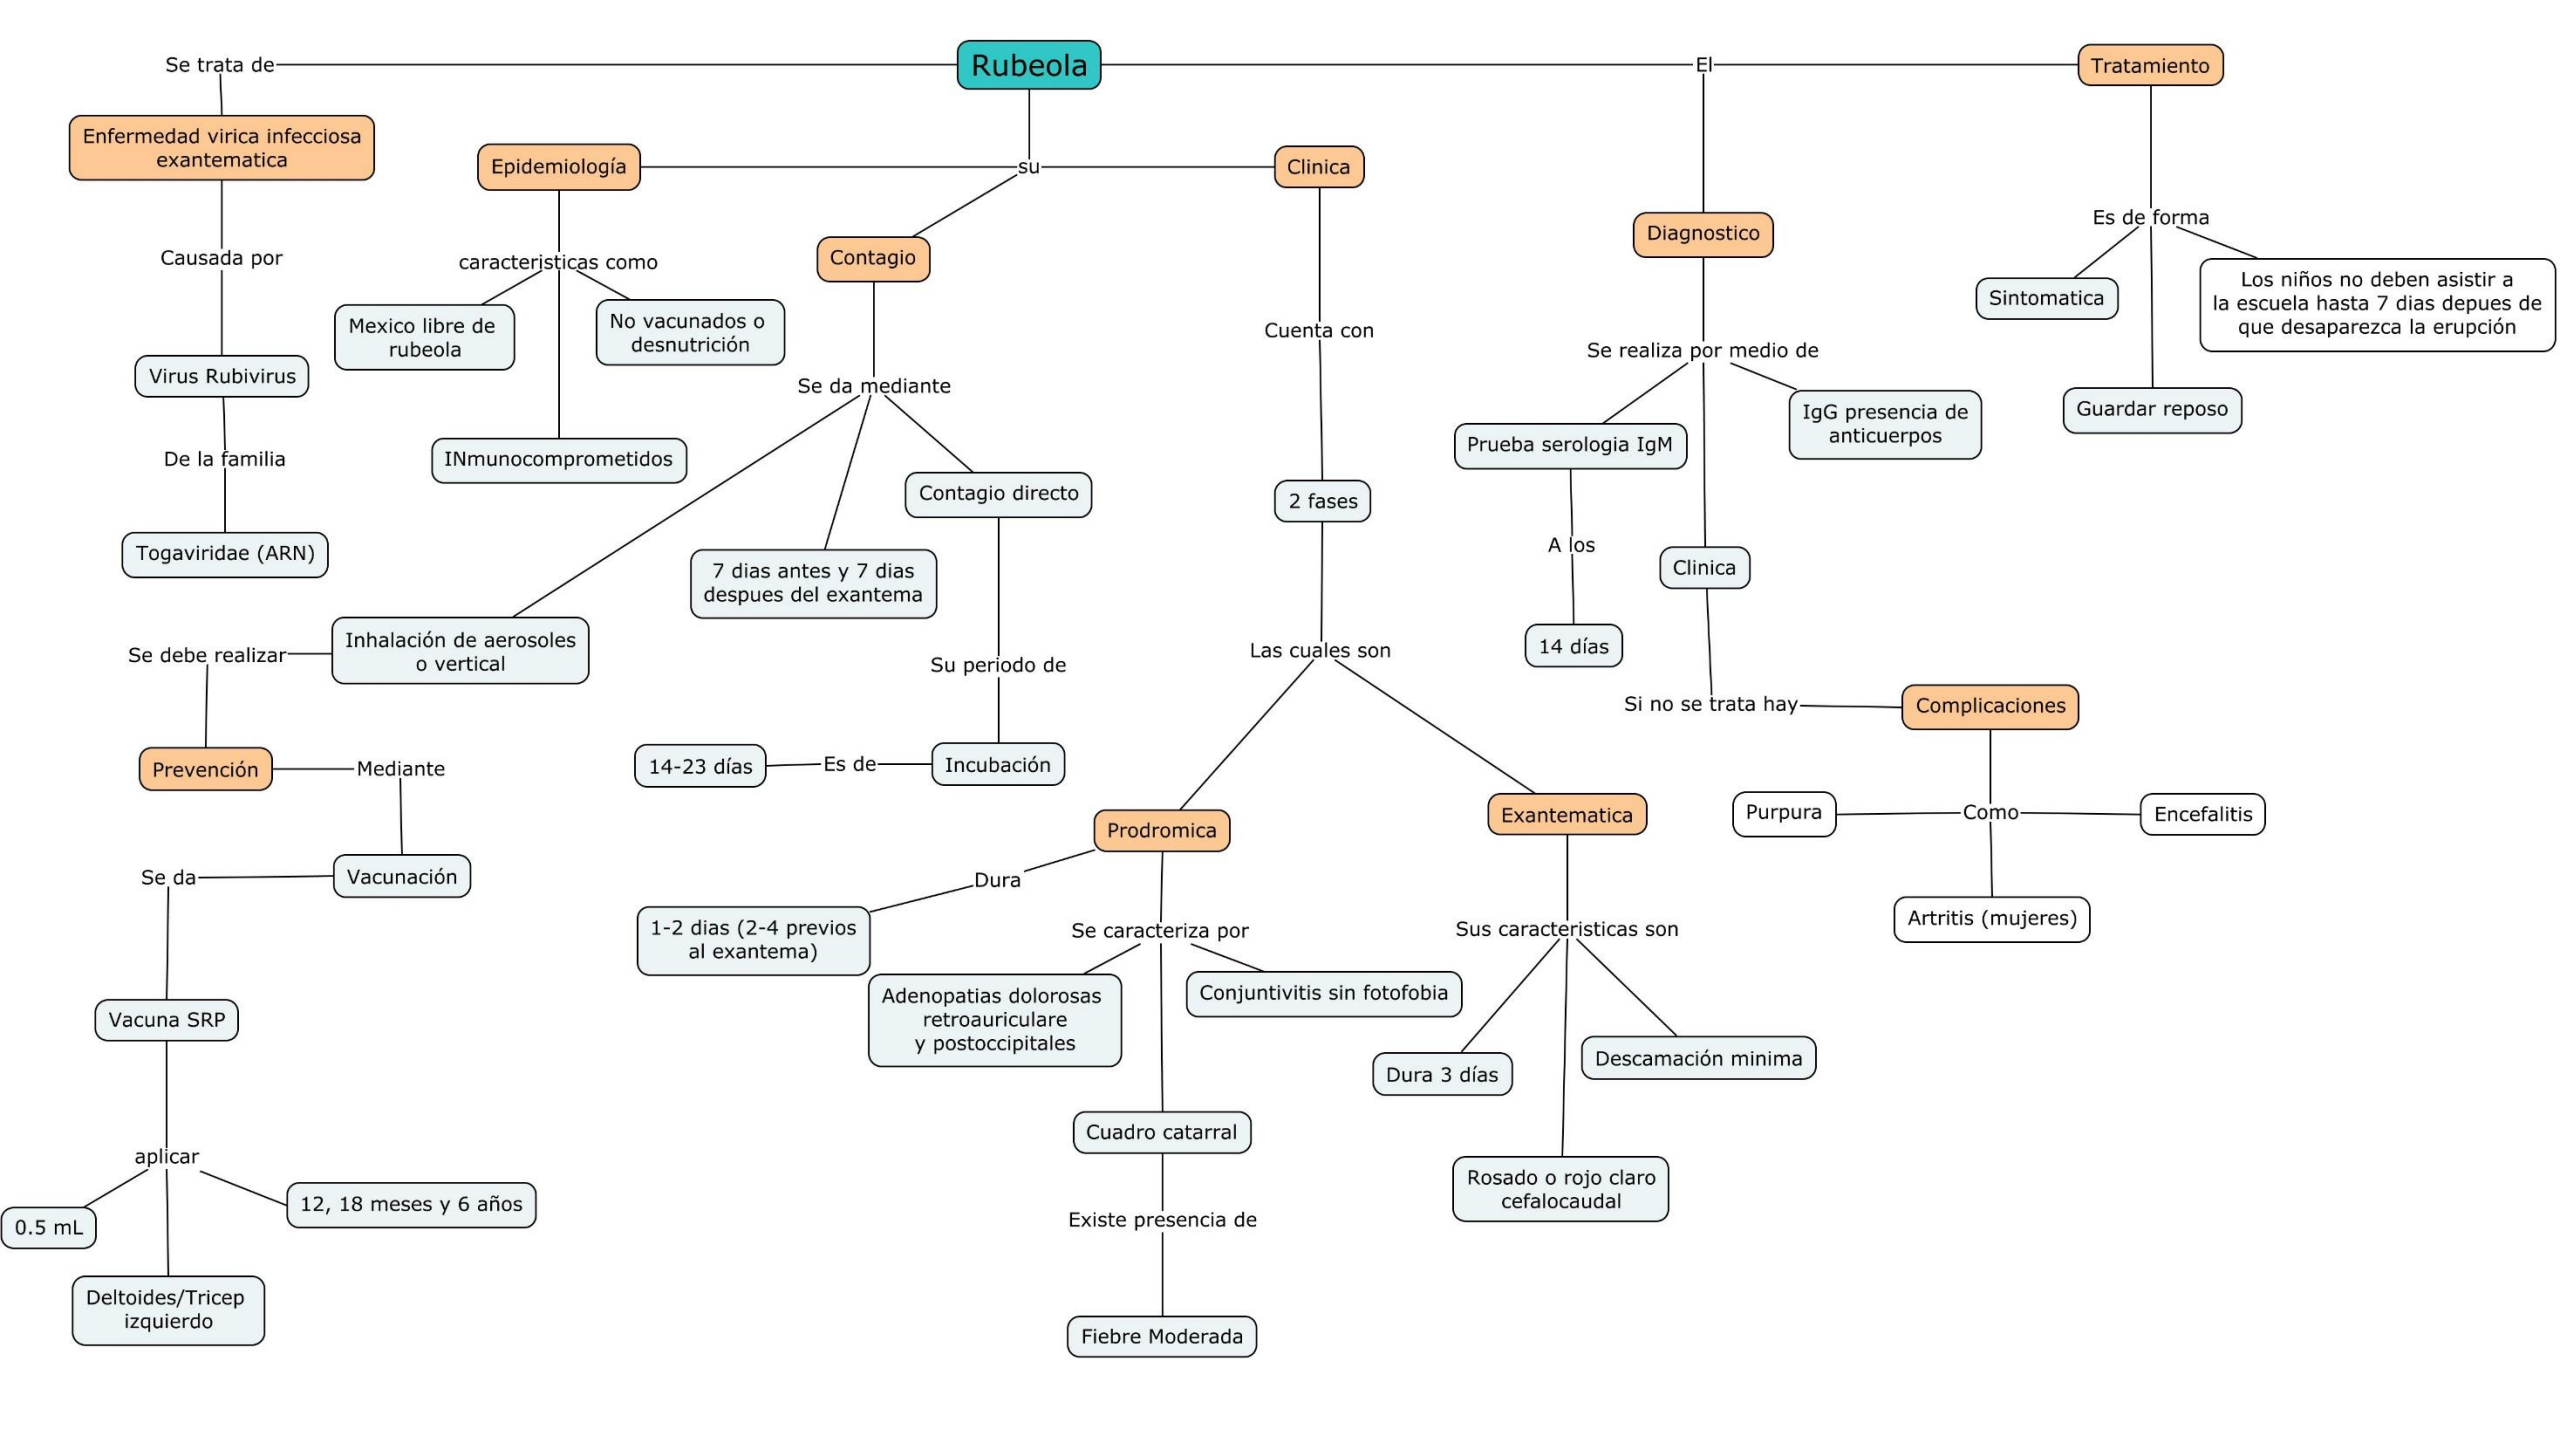 Rubeola
Se trata de
El
Tratamiento
Enfermedad virica infecciosa
exantematica
Epidemiología
su
Clinica
Causada por
caracteristicas como
Contagio
Diagnostico
Es de forma
Mexico libre de
rubeola
No vacunados o
desnutrición
Sintomatica
Los niños no deben asistir a
la escuela hasta 7 dias depues de
que desaparezca la erupción
Cuenta con
Se realiza por medio de
Virus Rubivirus
Se da mediante
IgG presencia de
anticuerpos
Guardar reposo
De la familia
INmunocomprometidos
Prueba serologia IgM
Contagio directo
2 fases
Togaviridae (ARN)
7 dias antes y 7 dias
despues del exantema
A los
Clinica
Se debe realizar
Inhalación de aerosoles
o vertical
Su periodo de
Las cuales son
14 días
Si no se trata hay
Complicaciones
Prevención
Mediante
14-23 días
Es de
Incubación
Prodromica
Exantematica
Purpura
Como
Encefalitis
Se da
Vacunación
Dura
1-2 dias (2-4 previos
al exantema)
Se caracteriza por
Sus caracteristicas son
Artritis (mujeres)
Vacuna SRP
Adenopatias dolorosas
retroauriculare
y postoccipitales
Conjuntivitis sin fotofobia
Dura 3 días
Descamación minima
aplicar
Cuadro catarral
Rosado o rojo claro
cefalocaudal
0.5 mL
12, 18 meses y 6 años
Existe presencia de
Deltoides/Tricep
izquierdo
Fiebre Moderada